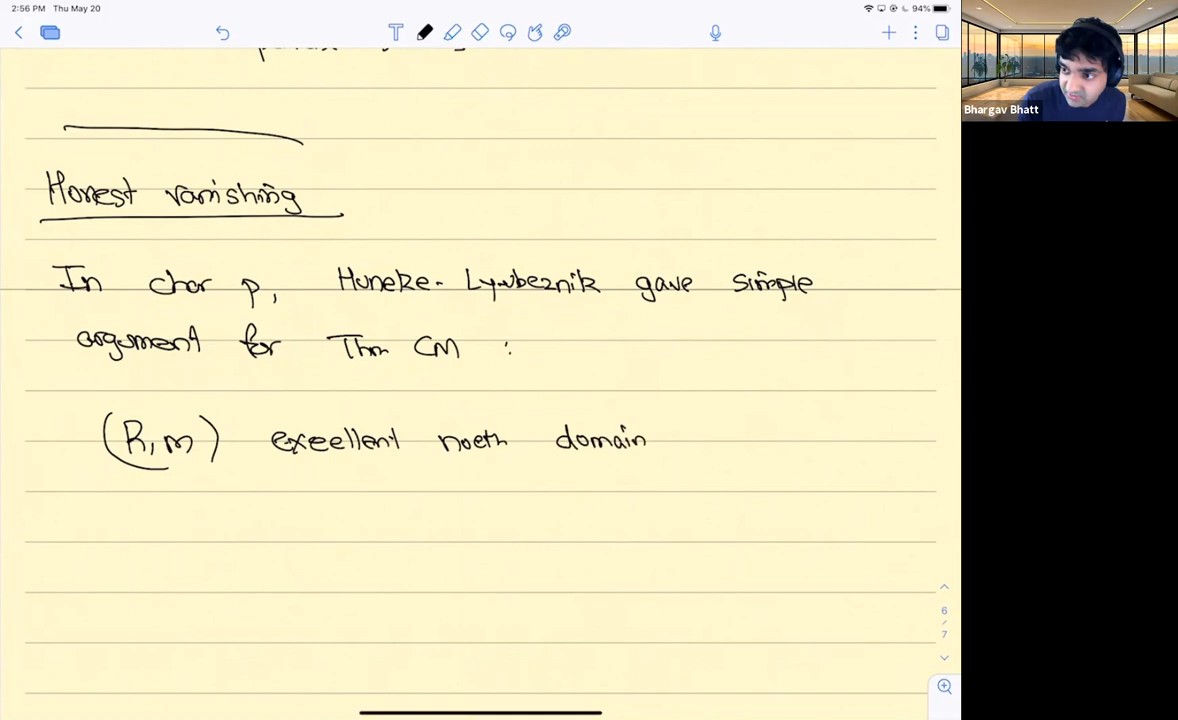 2:56 PM Thu May 20
94%
Bhargav Bhatt
Honest vanishing
In char p, Huneke-Lyubeznik gave simple
argument for Thm CM :
(R, m) excellent noeth domain
6
/
7